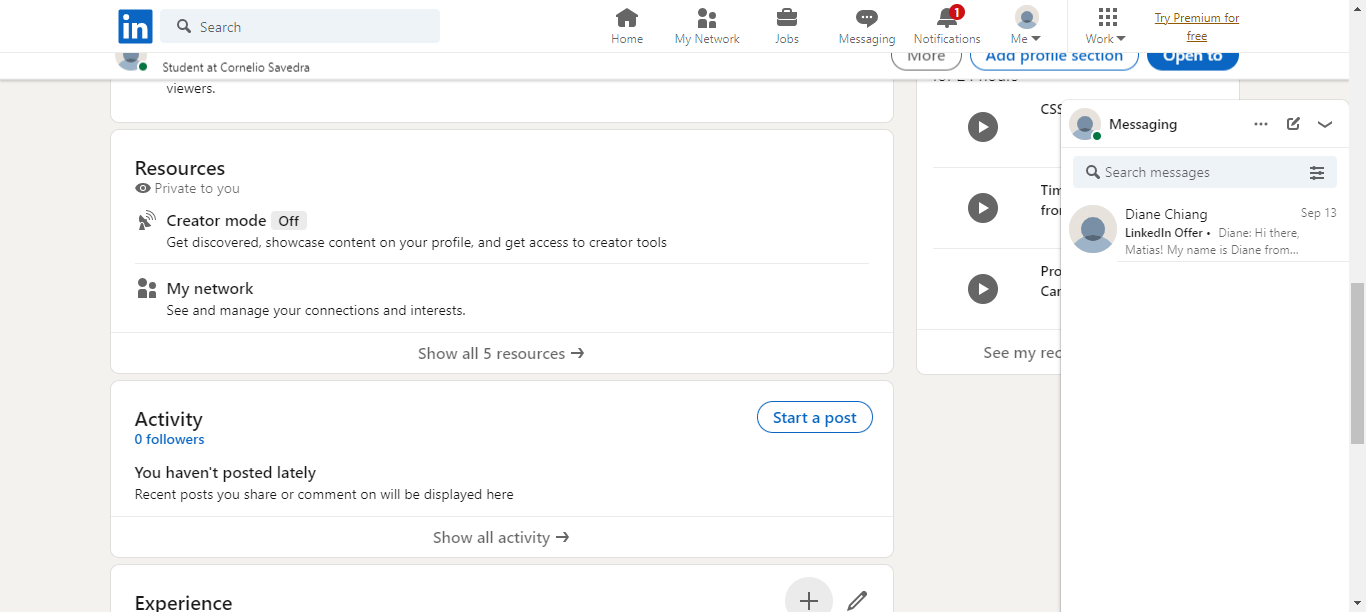 in
Search
Home
My Network
Jobs
Messaging
1
Notifications
Me
Work
Try Premium for
free
Student at Cornelio Savedra
More
Add profile section
Open to
viewers.
Resources
Private to you
Creator mode Off
Get discovered, showcase content on your profile, and get access to creator tools
My network
See and manage your connections and interests.
Show all 5 resources →
Activity
0 followers
Start a post
You haven't posted lately
Recent posts you share or comment on will be displayed here
Show all activity →
Experience
for 24 hours
CSS
Tim
from
Pro
Car
See my rec
Messaging
Search messages
Diane Chiang
Sep 13
LinkedIn Offer • Diane: Hi there,
Matias! My name is Diane from...